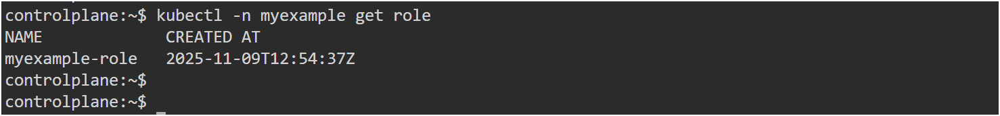 controlplane:~$ kubectl -n myexample get role
NAME             CREATED AT
myexample-role   2025-11-09T12:54:37Z
controlplane:~$
controlplane:~$